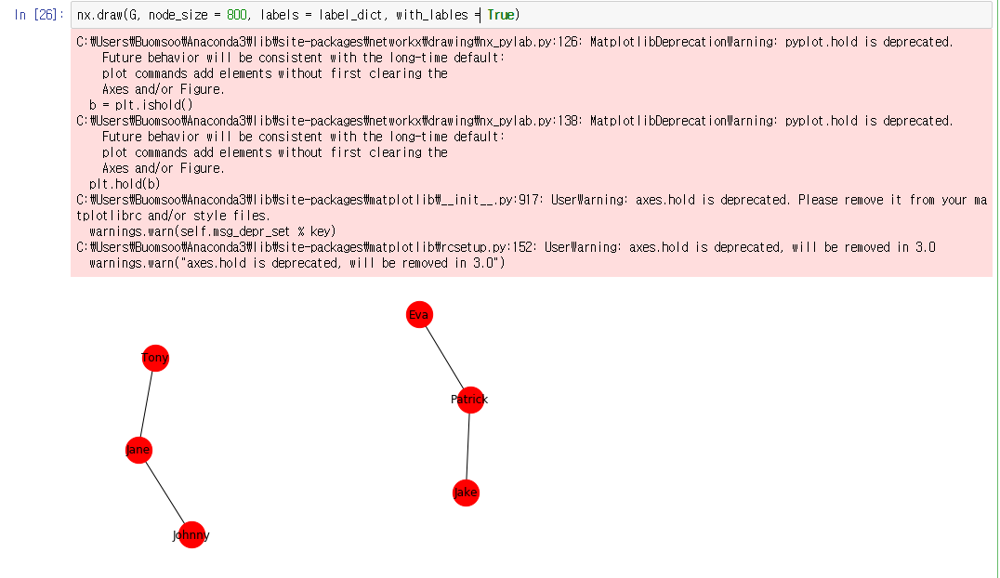 In [26]: nx.draw(G, node_size = 800, labels = label_dict, with_lables = True)
C:₩Users₩Buomsoo₩Anaconda3₩lib₩site-packages₩networkx₩drawing₩nx_pylab.py:126: MatplotlibDeprecationWarning: pyplot.hold is deprecated.
    Future behavior will be consistent with the long-time default:
    plot commands add elements without first clearing the
    Axes and/or Figure.
  b = plt.ishold()
C:₩Users₩Buomsoo₩Anaconda3₩lib₩site-packages₩networkx₩drawing₩nx_pylab.py:138: MatplotlibDeprecationWarning: pyplot.hold is deprecated.
    Future behavior will be consistent with the long-time default:
    plot commands add elements without first clearing the
    Axes and/or Figure.
  plt.hold(b)
C:₩Users₩Buomsoo₩Anaconda3₩lib₩site-packages₩matplotlib₩__init__.py:917: UserWarning: axes.hold is deprecated. Please remove it from your ma
tplotlibrc and/or style files.
  warnings.warn(self.msg_depr_set % key)
C:₩Users₩Buomsoo₩Anaconda3₩lib₩site-packages₩matplotlib₩rcsetup.py:152: UserWarning: axes.hold is deprecated, will be removed in 3.0
  warnings.warn("axes.hold is deprecated, will be removed in 3.0")
Eva
Tony
Patrick
Jane
Jake
Johnny